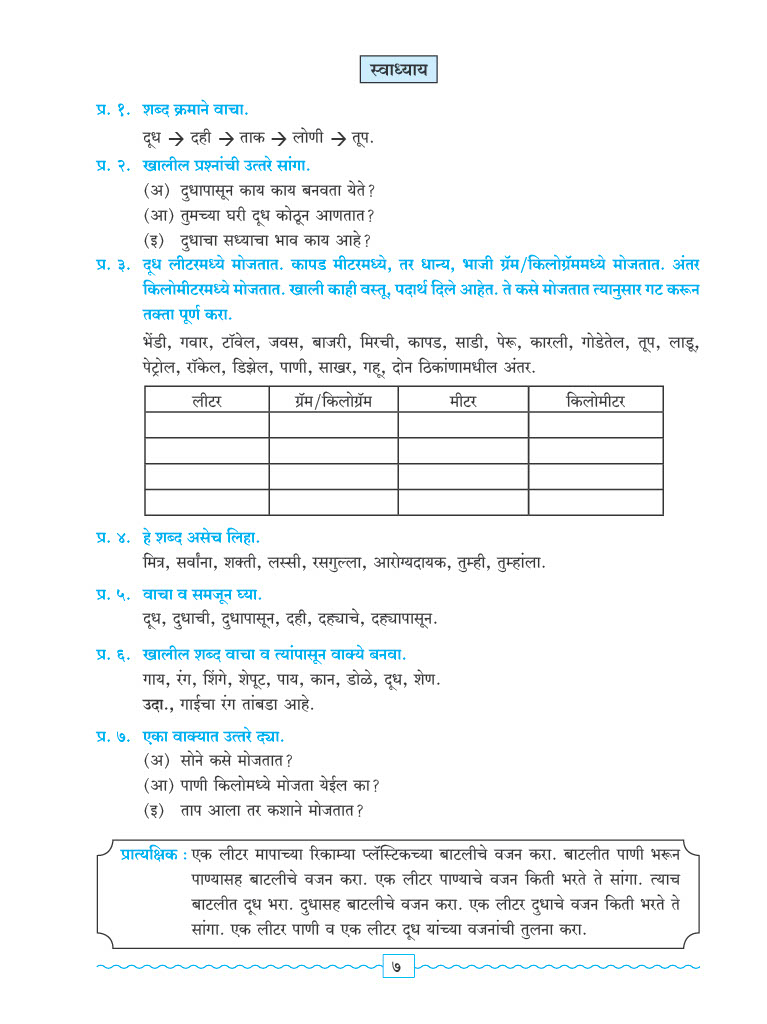 स्वाध्याय
प्र. १. शब्द क्रमाने वाचा.
दूध → दही → ताक → लोणी → तूप.
प्र. २. खालील प्रश्नांची उत्तरे सांगा.
(अ) दुधापासून काय काय बनवता येते?
(आ) तुमच्या घरी दूध कोठून आणतात?
(इ) दुधाचा सध्याचा भाव काय आहे?
प्र. ३. दूध लीटरमध्ये मोजतात. कापड मीटरमध्ये, तर धान्य, भाजी ग्रॅम/किलोग्रॅममध्ये मोजतात. अंतर
किलोमीटरमध्ये मोजतात. खाली काही वस्तू, पदार्थ दिले आहेत. ते कसे मोजतात त्यानुसार गट करून
तक्ता पूर्ण करा.
भेंडी, गवार, टॉवेल, जवस, बाजरी, मिरची, कापड, साडी, पेरू, कारली, गोडेतेल, तूप, लाडू,
पेट्रोल, रॉकेल, डिझेल, पाणी, साखर, गहू, दोन ठिकांणामधील अंतर.
लीटर ग्रॅम/किलोग्रॅम मीटर किलोमीटर
प्र. ४. हे शब्द असेच लिहा.
मित्र, सर्वांना, शक्ती, लस्सी, रसगुल्ला, आरोग्यदायक, तुम्ही, तुम्हांला.
प्र. ५. वाचा व समजून घ्या.
दूध, दुधाची, दुधापासून, दही, दह्याचे, दह्यापासून.
प्र. ६. खालील शब्द वाचा व त्यांपासून वाक्ये बनवा.
गाय, रंग, शिंगे, शेपूट, पाय, कान, डोळे, दूध, शेण.
उदा., गाईचा रंग तांबडा आहे.
प्र. ७. एका वाक्यात उत्तरे द्या.
(अ) सोने कसे मोजतात?
(आ) पाणी किलोमध्ये मोजता येईल का?
(इ) ताप आला तर कशाने मोजतात?
प्रात्यक्षिक : एक लीटर मापाच्या रिकाम्या प्लॅस्टिकच्या बाटलीचे वजन करा. बाटलीत पाणी भरून
पाण्यासह बाटलीचे वजन करा. एक लीटर पाण्याचे वजन किती भरते ते सांगा. त्याच
बाटलीत दूध भरा. दुधासह बाटलीचे वजन करा. एक लीटर दुधाचे वजन किती भरते ते
सांगा. एक लीटर पाणी व एक लीटर दूध यांच्या वजनांची तुलना करा.
७